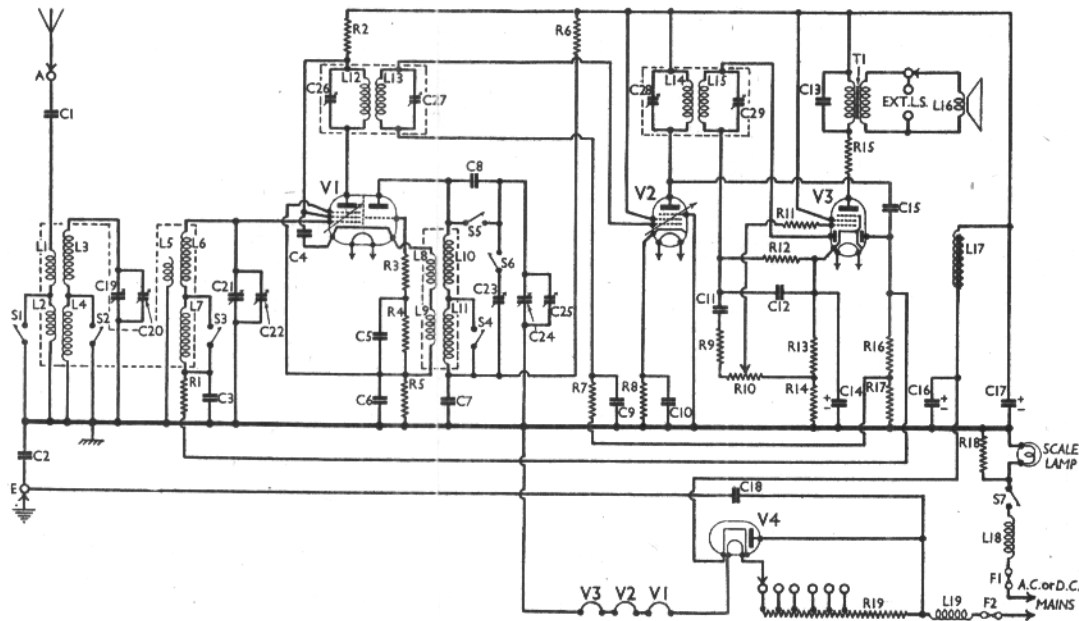 R2
R6
L12
L13
L14
L15
T1
A
C26
C27
C28
C29
C13
EXT.L.S.
L16
C1
R15
V1
C8
V2
V3
R11
C15
S5
C4
R12
L17
L1
L3
L5
L6
R3
L8
L10
S6
C19
C21
C23
C11
C12
S1
L2
L4
S2
C20
L7
S3
C22
R4
L9
L11
S4
C24
C25
C5
R9
R13
R16
R1
C3
R5
R7
R8
R10
R14
R17
C6
C7
C9
C10
C14
C16
C17
+
-
+
-
+
-
C2
R18
SCALE
LAMP
E
C18
S7
V4
L18
F1
A.C. or D.C.
MAINS
V3
V2
V1
R19
L19
F2